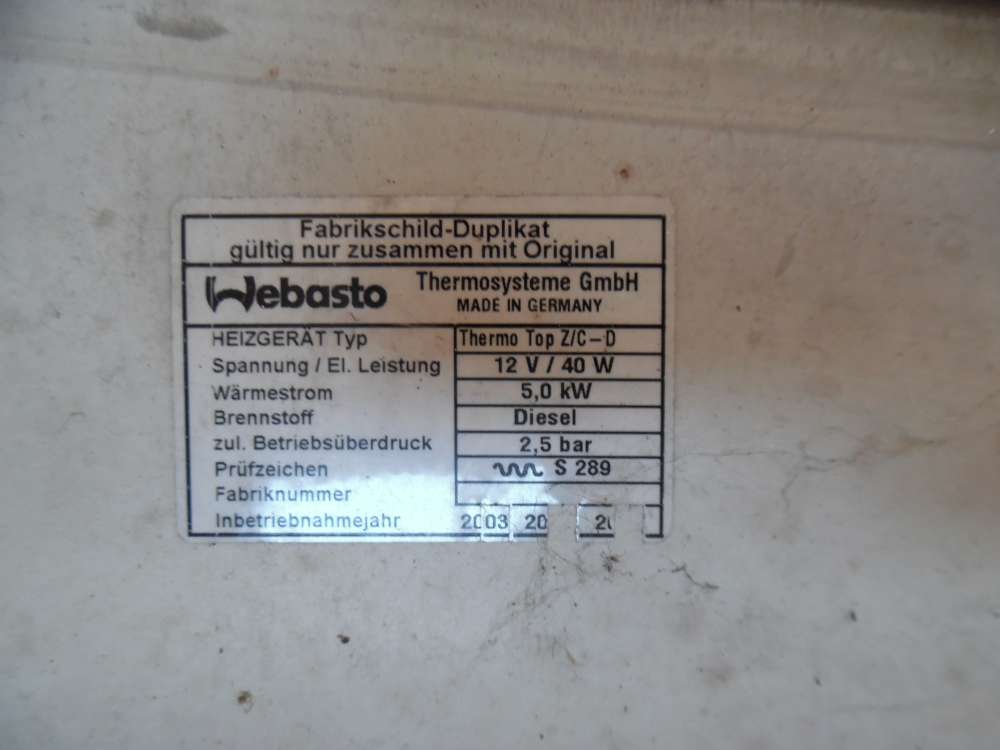 Fabrikschild-Duplikat
gültig nur zusammen mit Original
Webasto Thermosysteme GmbH
MADE IN GERMANY
HEIZGERÄT Typ Thermo Top Z/C-D
Spannung / El. Leistung 12 V / 40 W
Wärmestrom 5,0 kW
Brennstoff Diesel
zul. Betriebsüberdruck 2,5 bar
Prüfzeichen S 289
Fabriknummer
Inbetriebnahmejahr 2003